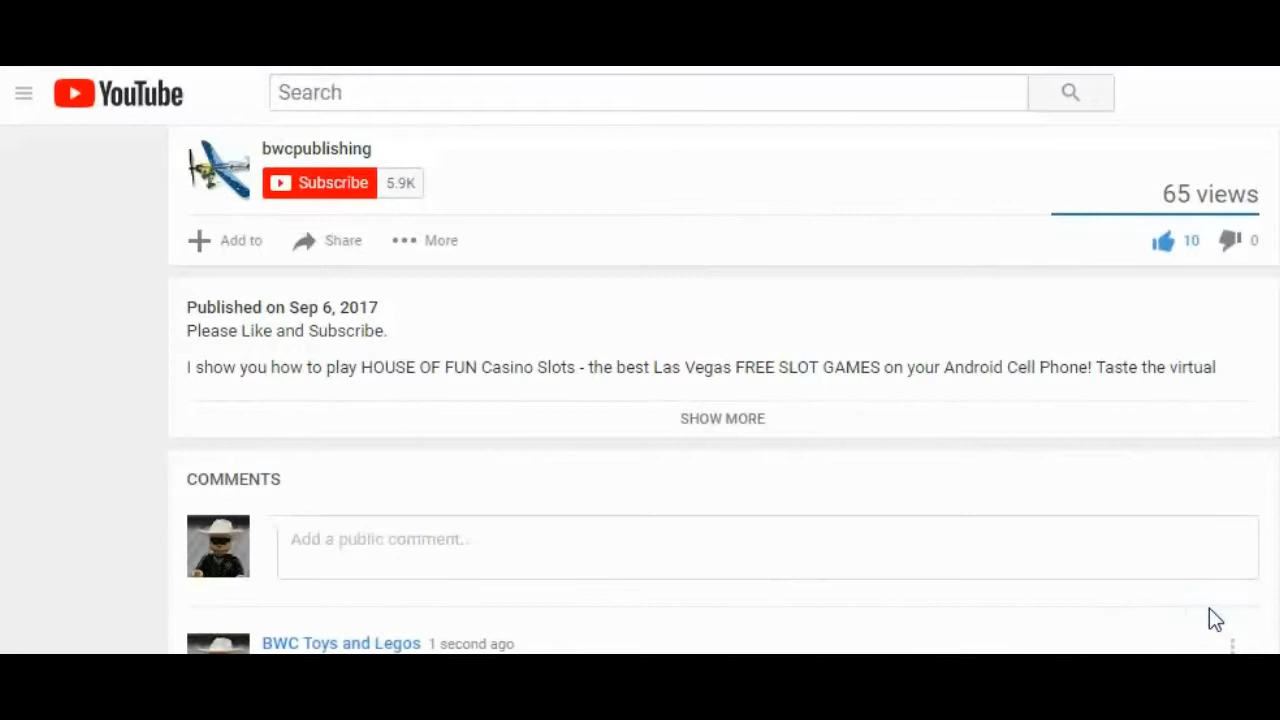 YouTube
Search
bwcpublishing
Subscribe 5.9K
65 views
Add to Share More
10 0
Published on Sep 6, 2017
Please Like and Subscribe.
I show you how to play HOUSE OF FUN Casino Slots - the best Las Vegas FREE SLOT GAMES on your Android Cell Phone! Taste the virtual
SHOW MORE
COMMENTS
Add a public comment...
BWC Toys and Legos 1 second ago